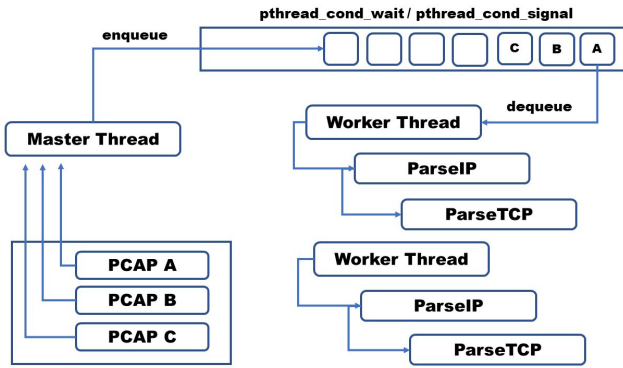 pthread_cond_wait / pthread_cond_signal
enqueue
C B A
dequeue
Master Thread
Worker Thread
ParseIP
ParseTCP
PCAP A
PCAP B
PCAP C
Worker Thread
ParseIP
ParseTCP